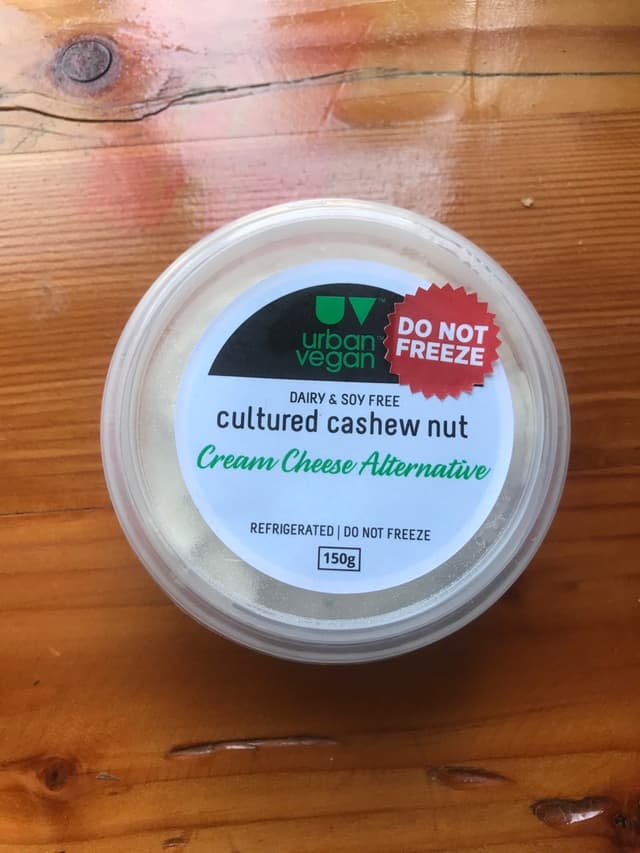 UV™
urban
vegan
DO NOT
FREEZE
DAIRY & SOY FREE
cultured cashew nut
Cream Cheese Alternative
REFRIGERATED | DO NOT FREEZE
150g